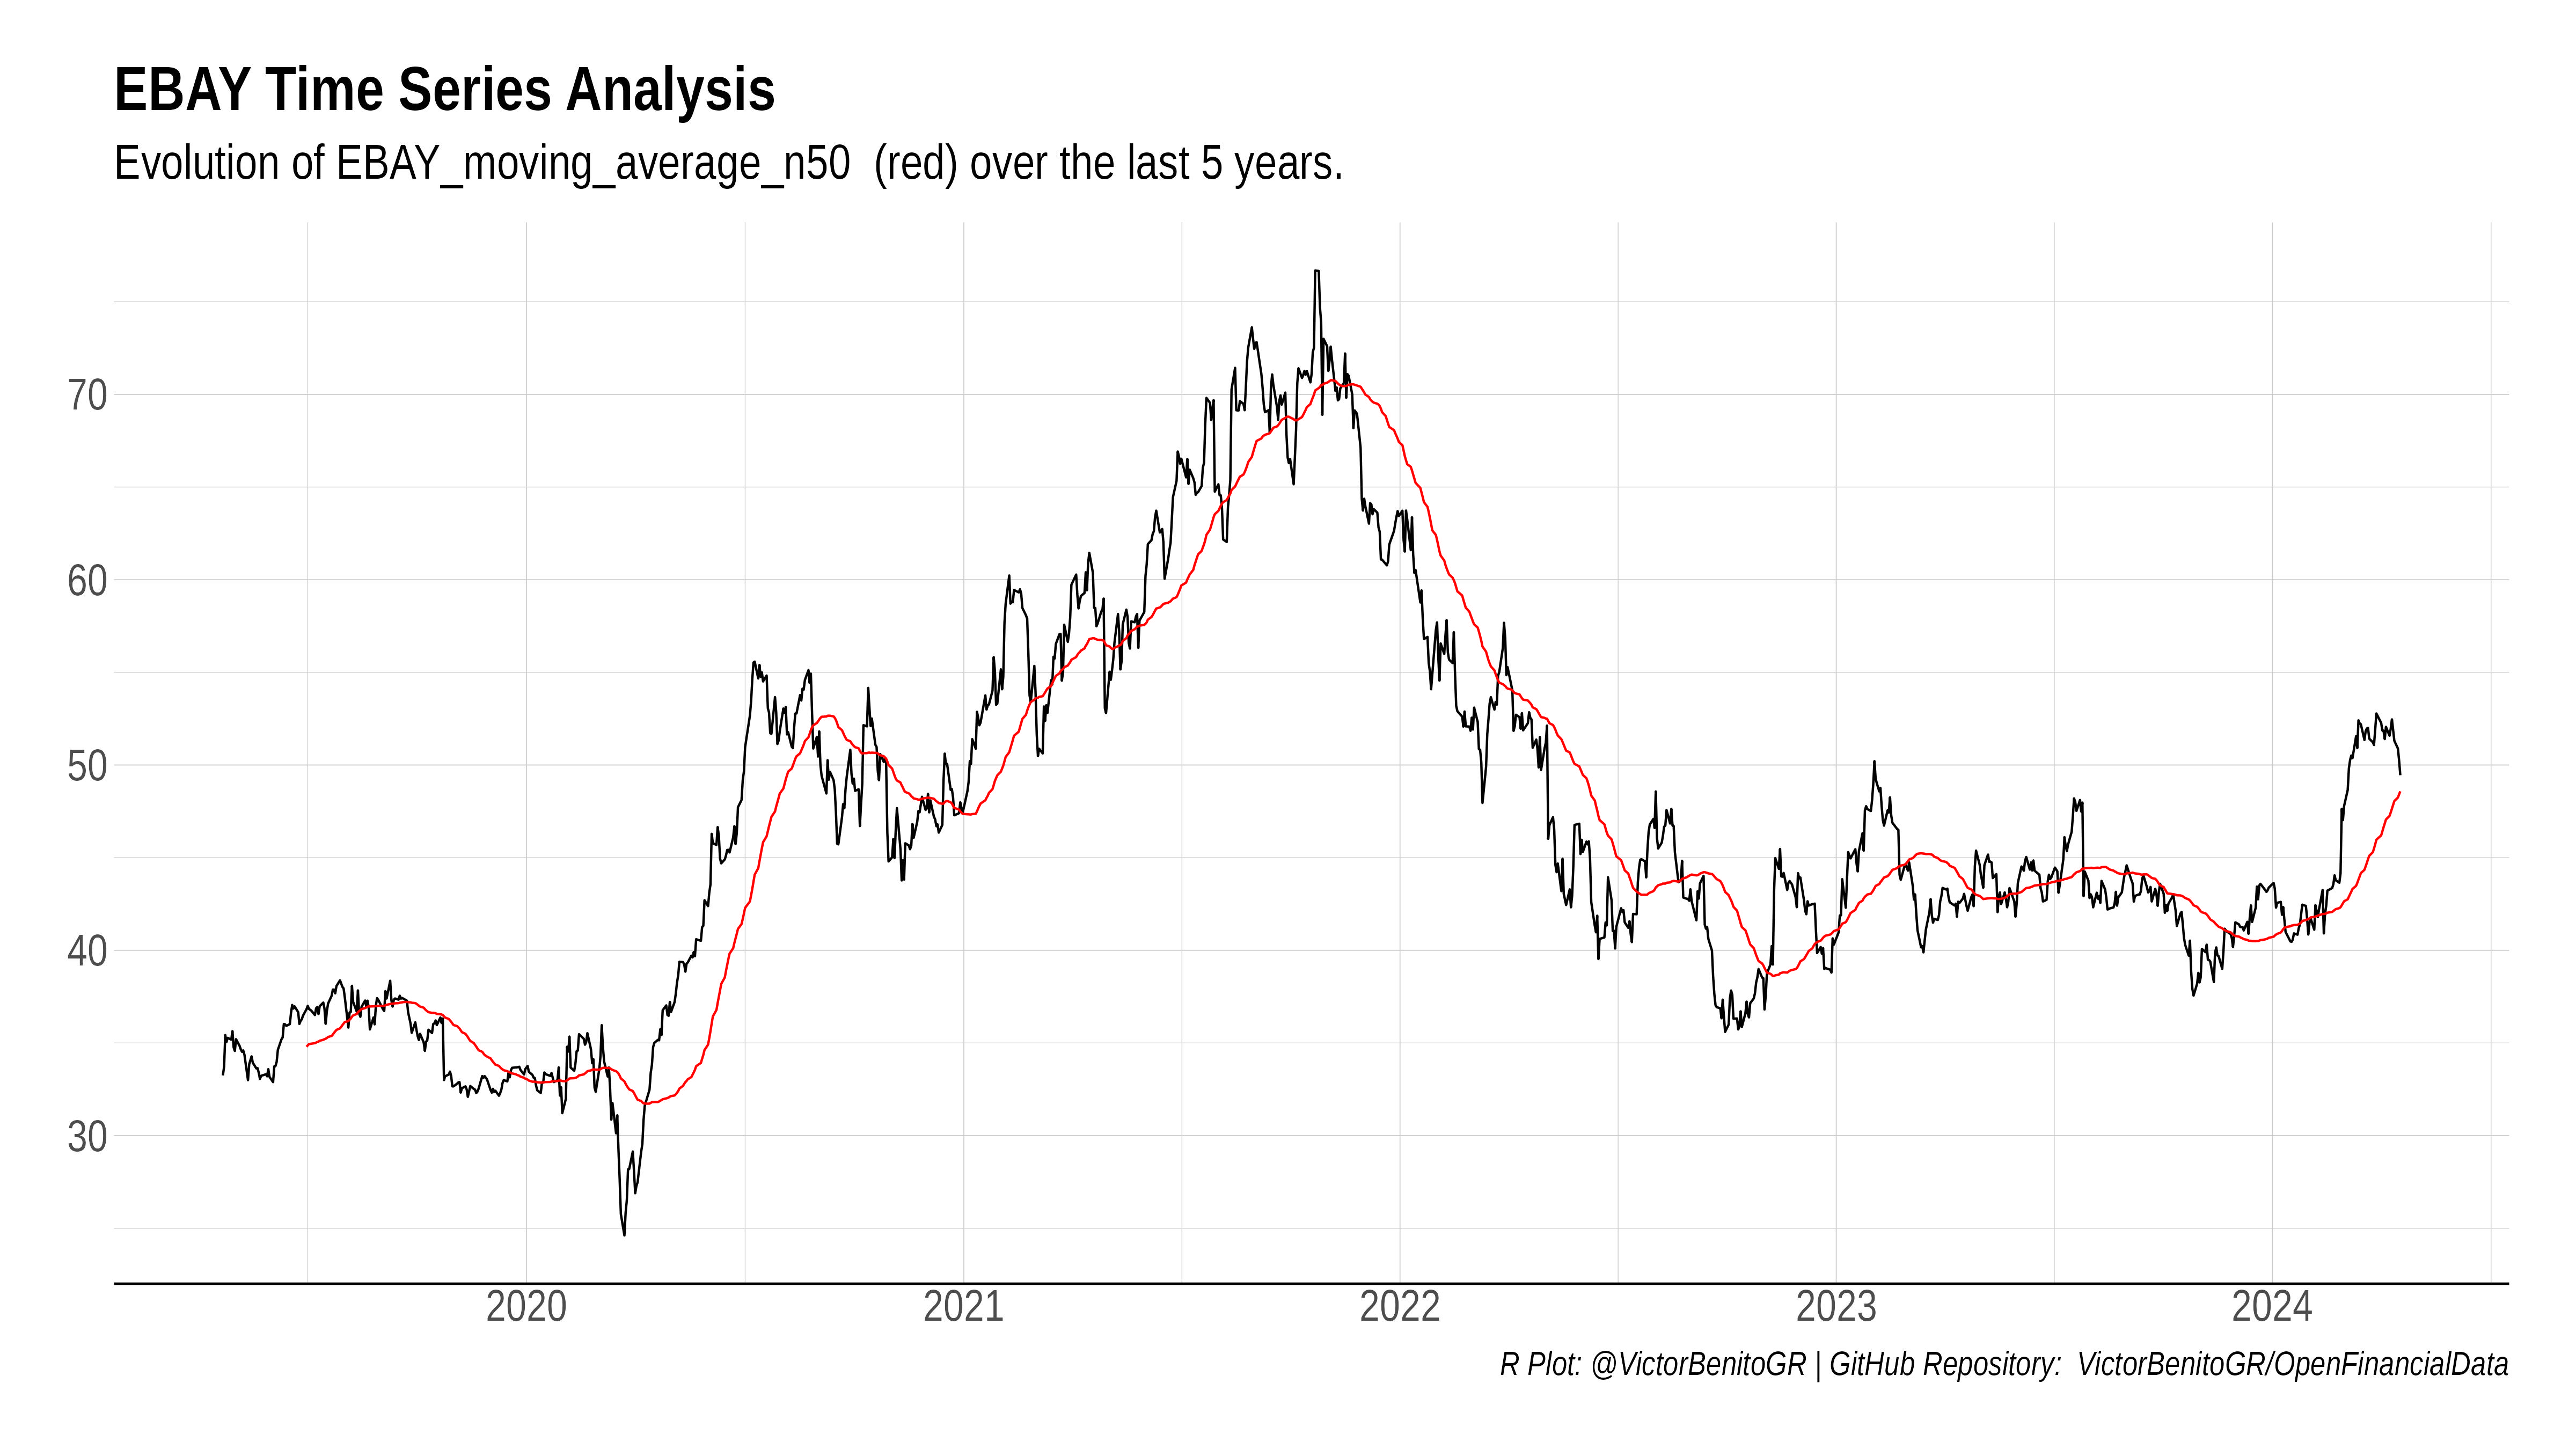 EBAY Time Series Analysis
Evolution of EBAY_moving_average_n50  (red) over the last 5 years.
70
60
50
40
30
2020 2021 2022 2023 2024
R Plot: @VictorBenitoGR | GitHub Repository:  VictorBenitoGR/OpenFinancialData